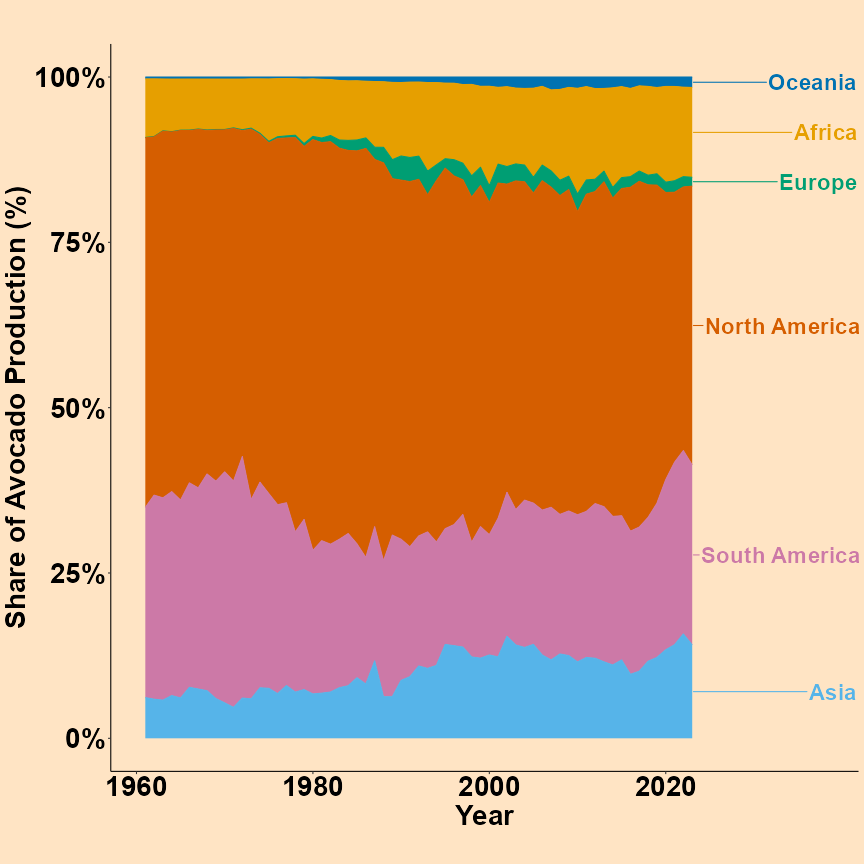 Share of Avocado Production (%)
100%
75%
50%
25%
0%
1960
1980
2000
2020
Year
Oceania
Africa
Europe
North America
South America
Asia